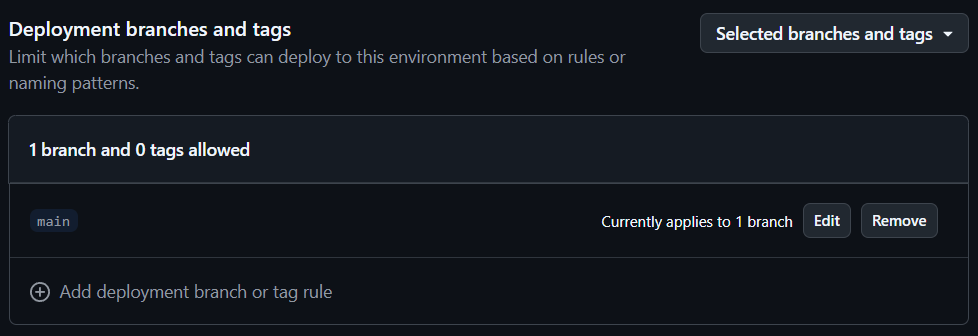 Deployment branches and tags
Selected branches and tags
Limit which branches and tags can deploy to this environment based on rules or
naming patterns.
1 branch and 0 tags allowed
main
Currently applies to 1 branch
Edit
Remove
Add deployment branch or tag rule